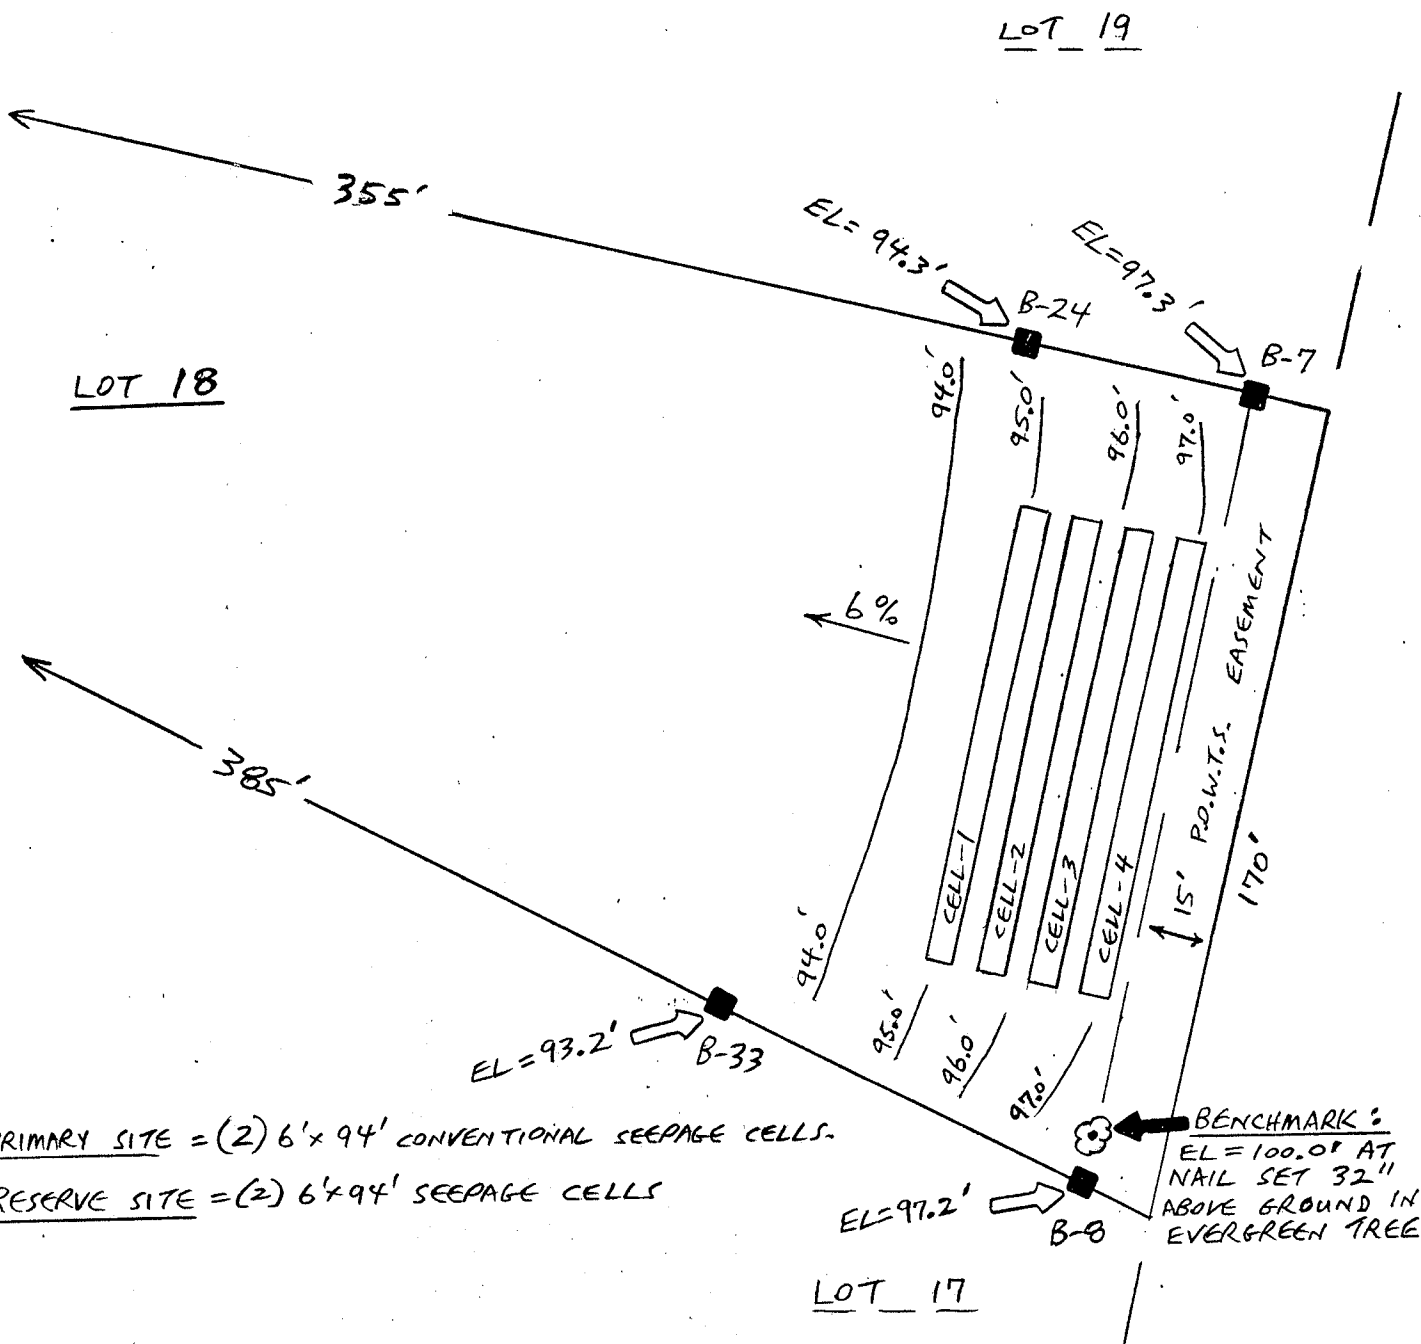 LOT 19
355'
EL= 94.3'
EL=97.3'
B-24
B-7
LOT 18
94.0'
95.0'
96.0'
97.0'
6%
15' P.O.W.T.S. EASEMENT
170'
385'
CELL-1
CELL-2
CELL-3
CELL-4
94.0'
95.0'
96.0'
97.0'
EL=93.2'
B-33
RIMARY SITE = (2) 6'x 94' CONVENTIONAL SEEPAGE CELLS.
RESERVE SITE = (2) 6'x94' SEEPAGE CELLS
BENCHMARK:
EL=100.0' AT
NAIL SET 32"
ABOVE GROUND IN
EVERGREEN TREE
EL=97.2'
B-8
LOT 17